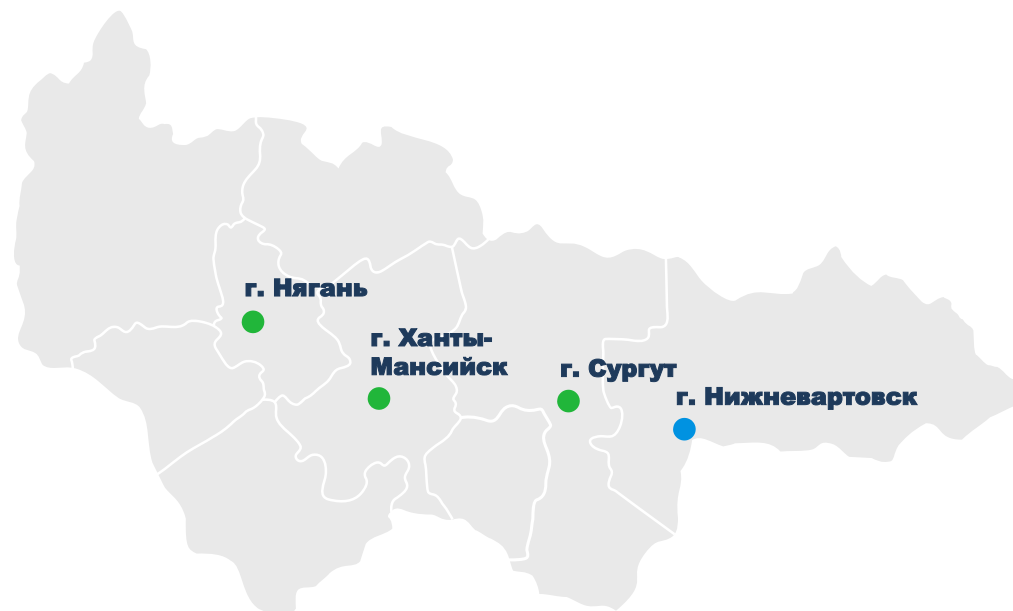 г. Нягань
г. Ханты-
Мансийск
г. Сургут
г. Нижневартовск